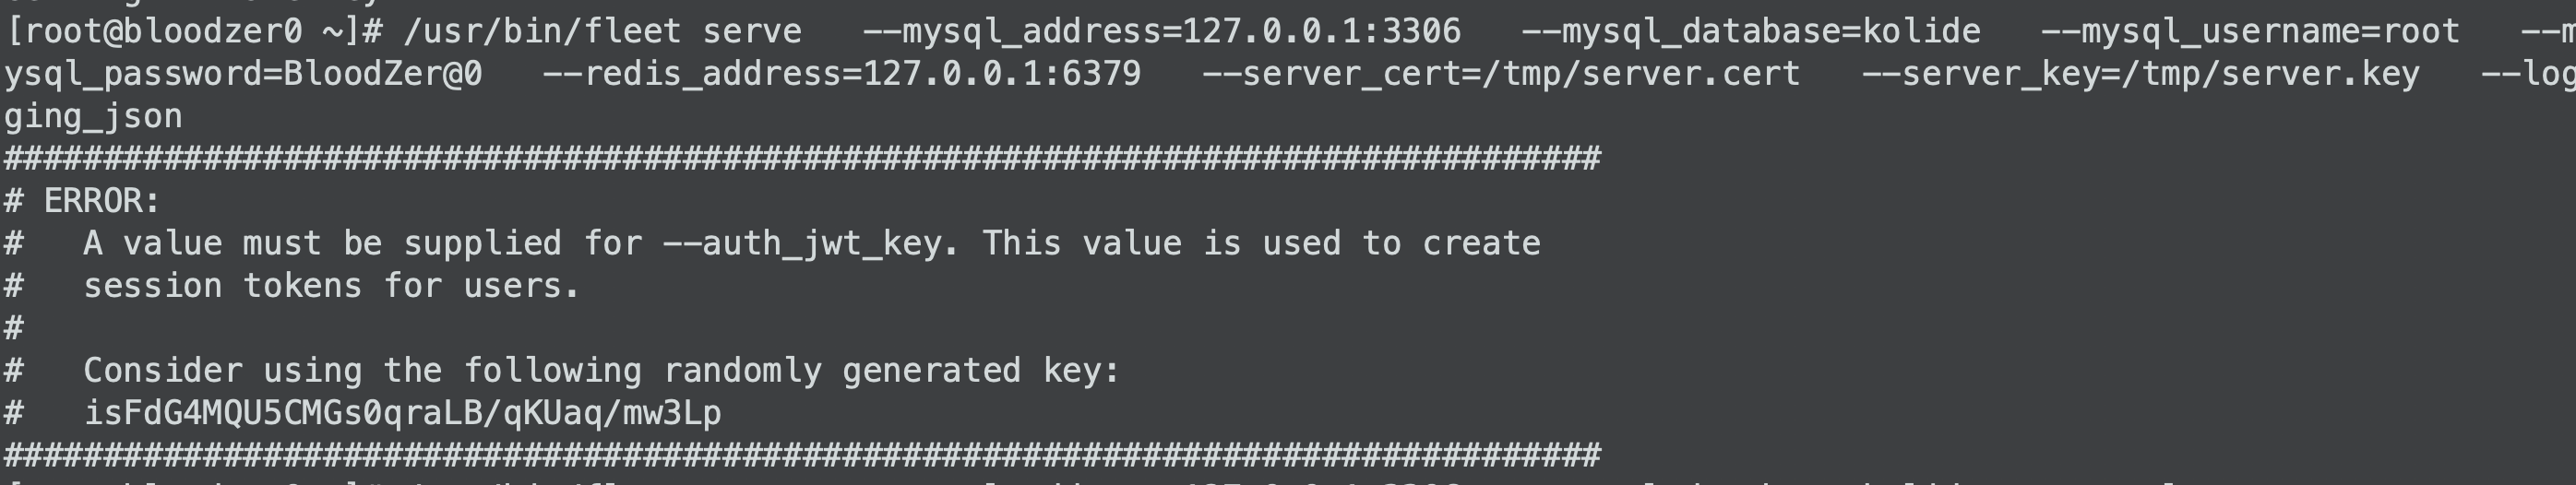 [root@bloodzer0 ~]# /usr/bin/fleet serve   --mysql_address=127.0.0.1:3306   --mysql_database=kolide   --mysql_username=root   --m
ysql_password=BloodZer@0   --redis_address=127.0.0.1:6379   --server_cert=/tmp/server.cert   --server_key=/tmp/server.key   --log
ging_json
################################################################################
# ERROR:
#   A value must be supplied for --auth_jwt_key. This value is used to create
#   session tokens for users.
#
#   Consider using the following randomly generated key:
#   isFdG4MQU5CMGs0qraLB/qKUaq/mw3Lp
################################################################################